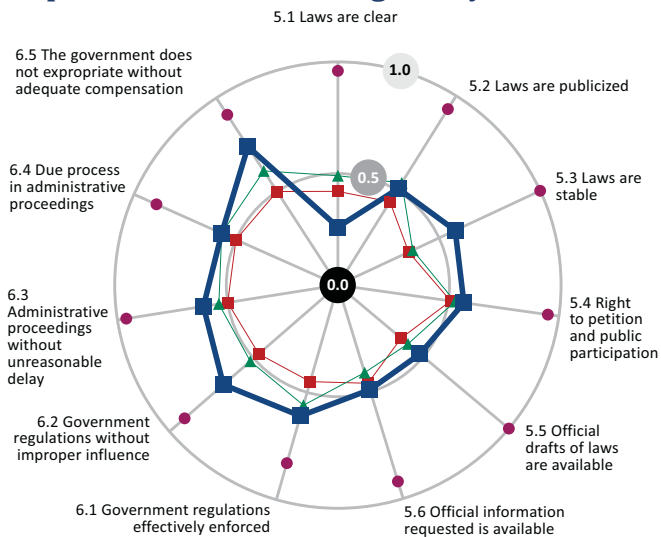 5.1 Laws are clear
6.5 The government does
not expropriate without
adequate compensation
1.0
5.2 Laws are publicized
6.4 Due process
in administrative
proceedings
0.5
5.3 Laws are
stable
0.0
6.3
Administrative
proceedings
without
unreasonable
delay
5.4 Right
to petition
and public
participation
6.2 Government
regulations without
improper influence
5.5 Official
drafts of laws
are available
6.1 Government regulations
effectively enforced
5.6 Official information
requested is available